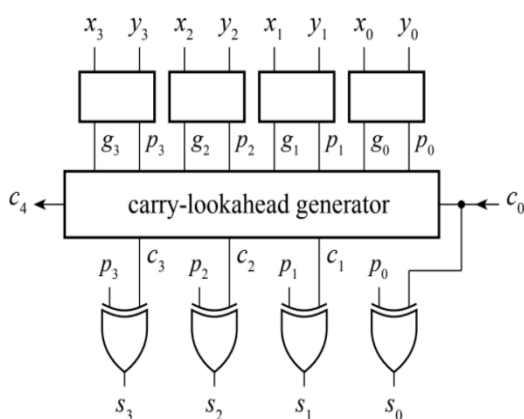 x₃ y₃ x₂ y₂ x₁ y₁ x₀ y₀
g₃ p₃ g₂ p₂ g₁ p₁ g₀ p₀
c₄ carry-lookahead generator c₀
p₃ c₃ p₂ c₂ p₁ c₁ p₀
s₃ s₂ s₁ s₀